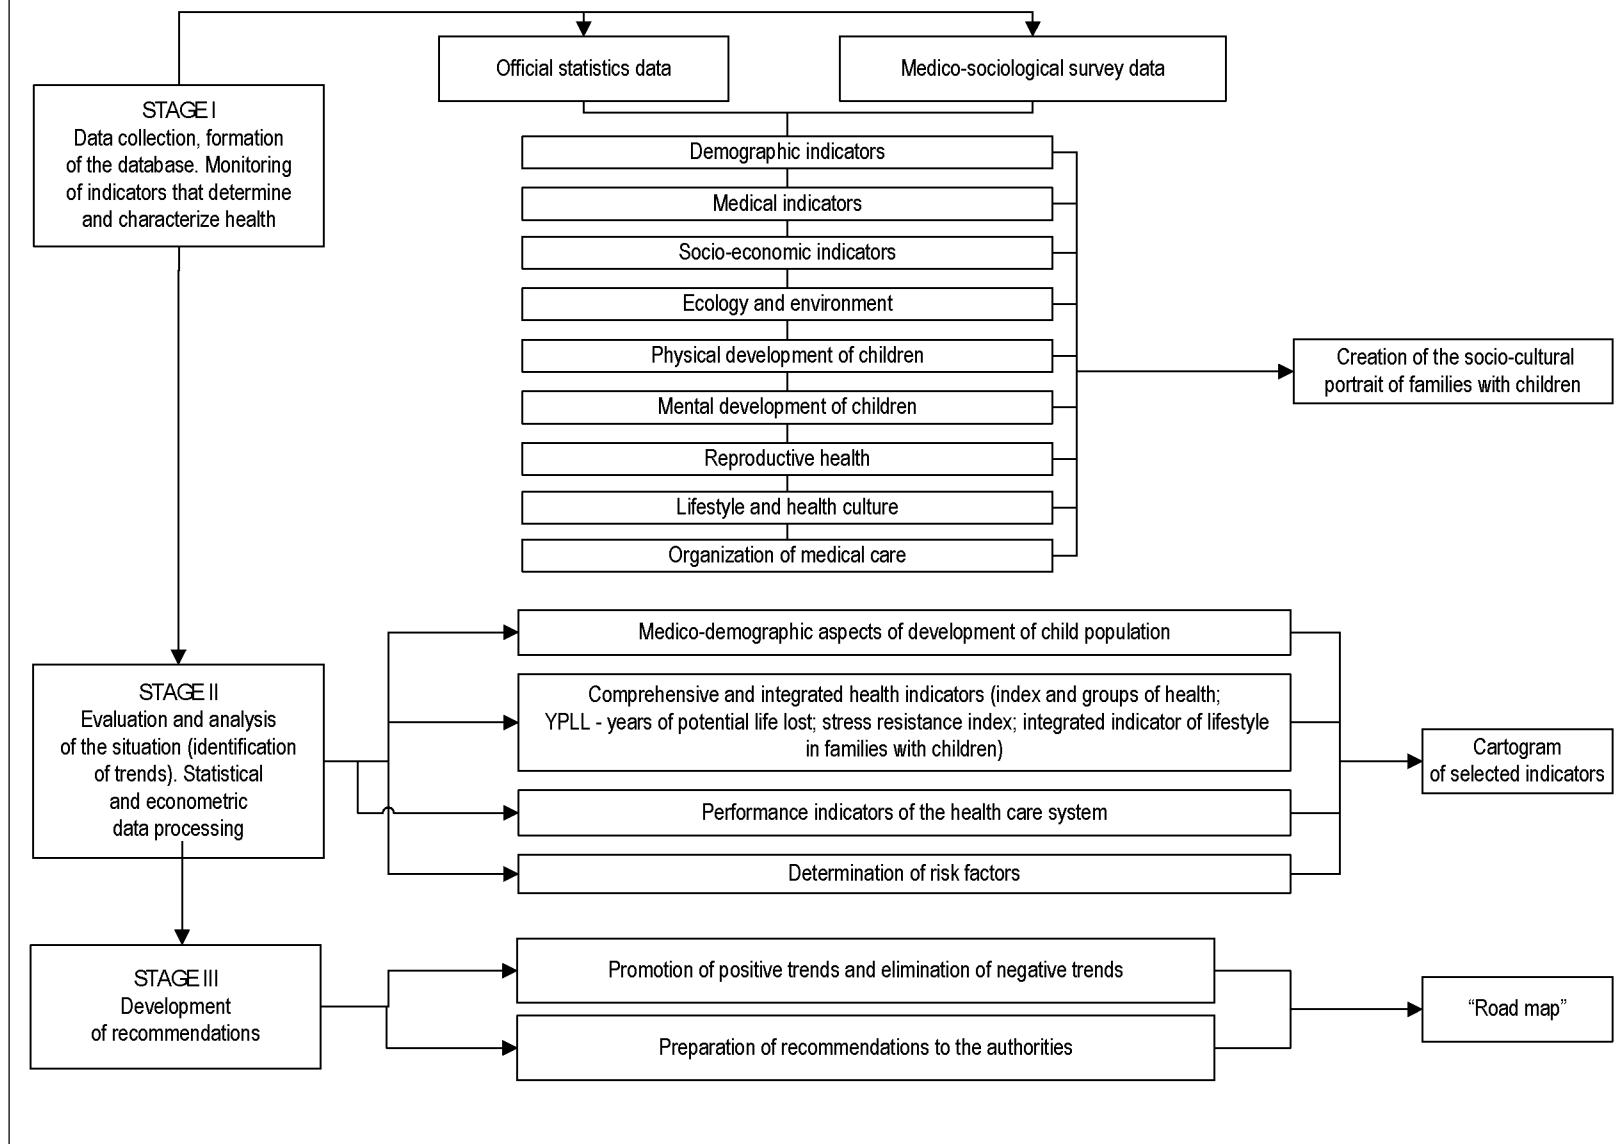 Official statistics data
Medico-sociological survey data
STAGE I
Data collection, formation
of the database. Monitoring
of indicators that determine
and characterize health
Demographic indicators
Medical indicators
Socio-economic indicators
Ecology and environment
Physical development of children
Mental development of children
Reproductive health
Lifestyle and health culture
Organization of medical care
Creation of the socio-cultural
portrait of families with children
STAGE II
Evaluation and analysis
of the situation (identification
of trends). Statistical
and econometric
data processing
Medico-demographic aspects of development of child population
Comprehensive and integrated health indicators (index and groups of health;
YPLL - years of potential life lost; stress resistance index; integrated indicator of lifestyle
in families with children)
Performance indicators of the health care system
Determination of risk factors
Cartogram
of selected indicators
STAGE III
Development
of recommendations
Promotion of positive trends and elimination of negative trends
Preparation of recommendations to the authorities
“Road map”